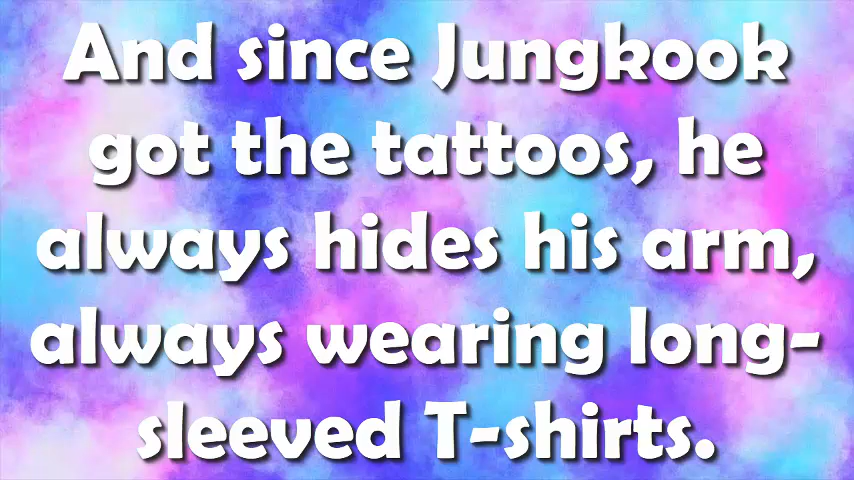 And since Jungkook
got the tattoos, he
always hides his arm,
always wearing long-
sleeved T-shirts.